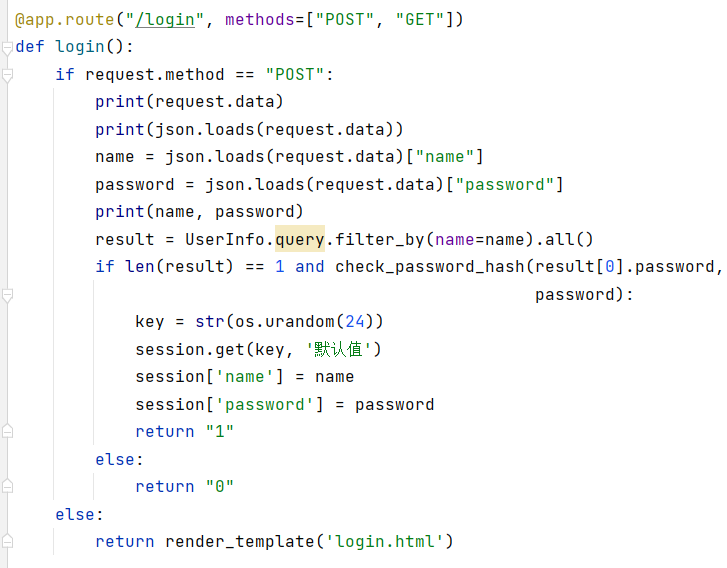 @app.route("/login", methods=["POST", "GET"])
def login():
    if request.method == "POST":
        print(request.data)
        print(json.loads(request.data))
        name = json.loads(request.data)["name"]
        password = json.loads(request.data)["password"]
        print(name, password)
        result = UserInfo.query.filter_by(name=name).all()
        if len(result) == 1 and check_password_hash(result[0].password,
                                                    password):
            key = str(os.urandom(24))
            session.get(key, '默认值')
            session['name'] = name
            session['password'] = password
            return "1"
        else:
            return "0"
    else:
        return render_template('login.html')